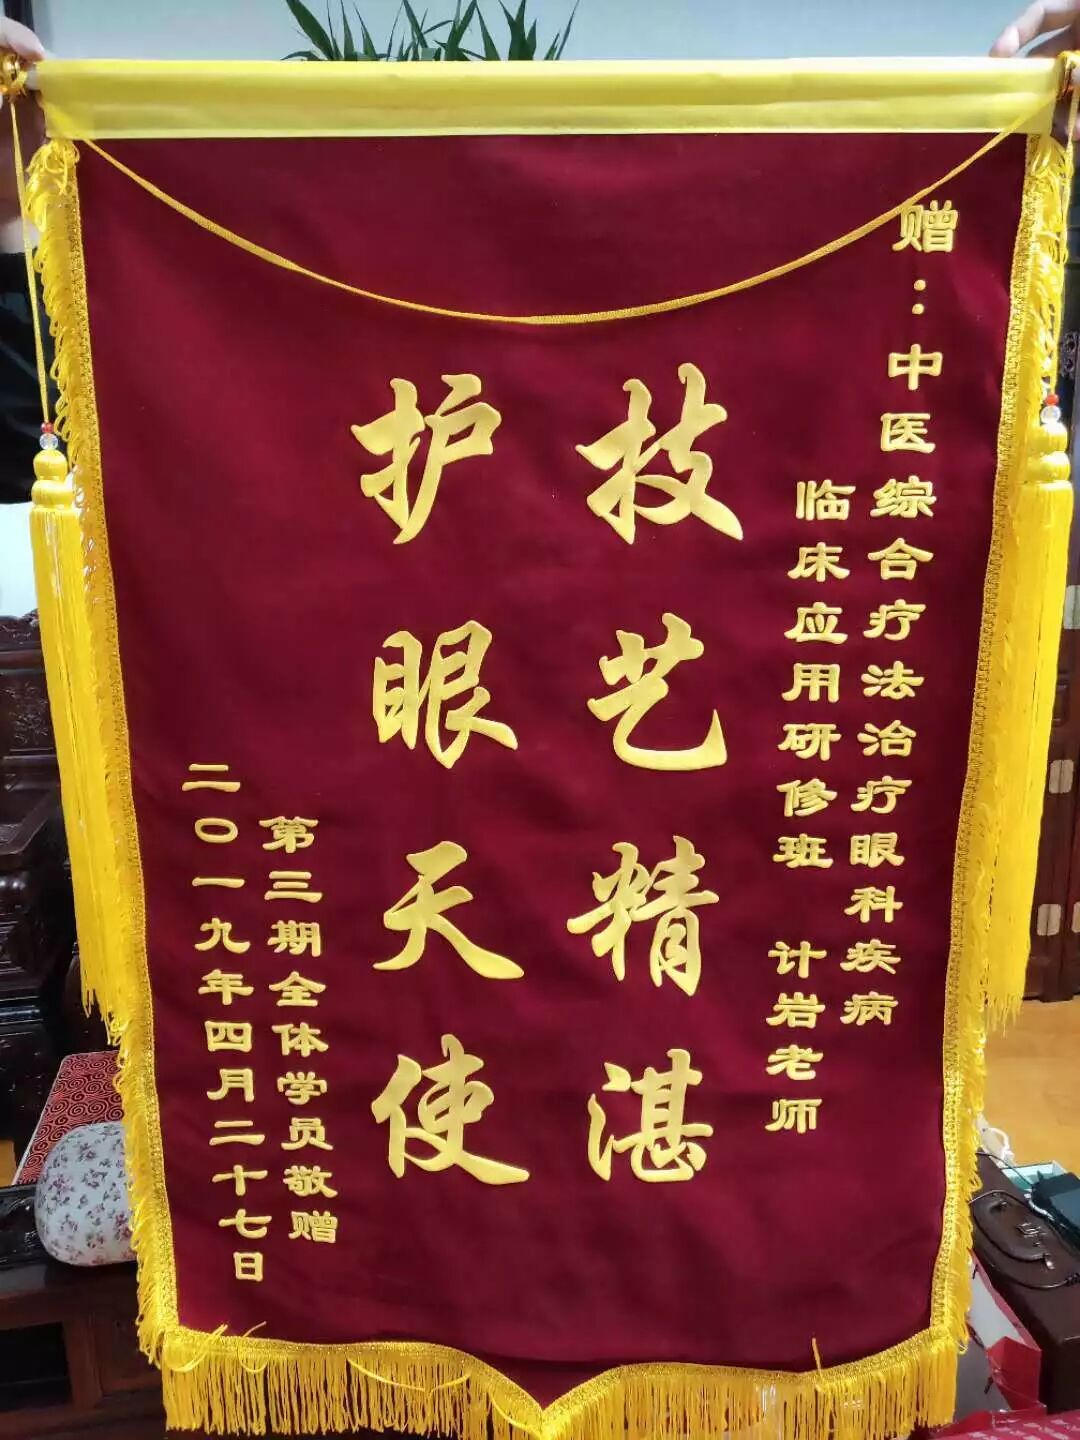 赠：中医综合疗法治疗眼科疾病
临床应用研修班 计岩老师
技艺精湛
护眼天使
第三期全体学员敬赠
二〇一九年四月二十七日